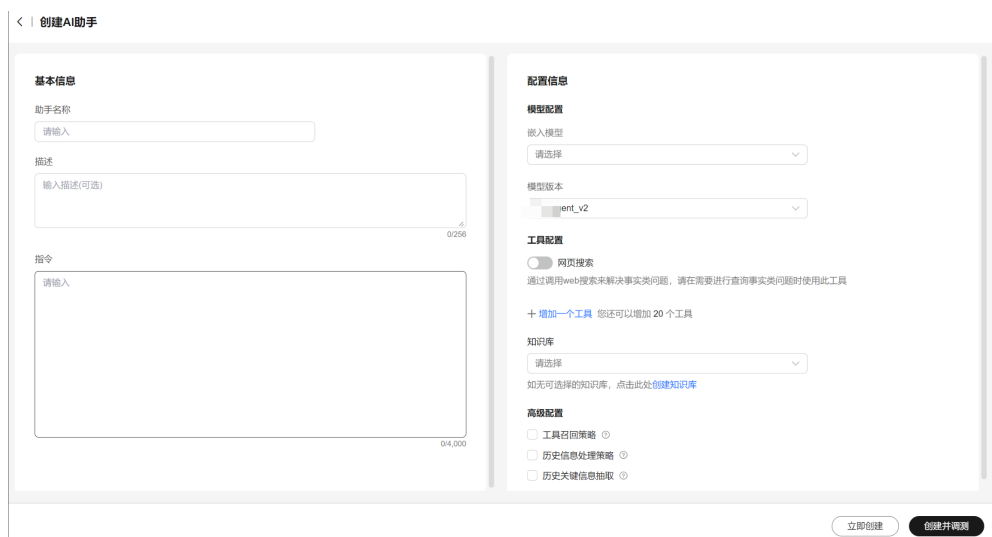 创建AI助手
基本信息
助手名称
请输入
描述
输入描述(可选)
0/256
指令
请输入
0/4,000
配置信息
模型配置
嵌入模型
请选择
模型版本
ent_v2
工具配置
网页搜索
通过调用web搜索来解决事实类问题，请在需要进行查询事实类问题时使用此工具
增加一个工具 您还可以增加 20 个工具
知识库
请选择
如无可选择的知识库，点击此处创建知识库
高级配置
工具召回策略
历史信息处理策略
历史关键信息抽取
立即创建
创建并调测